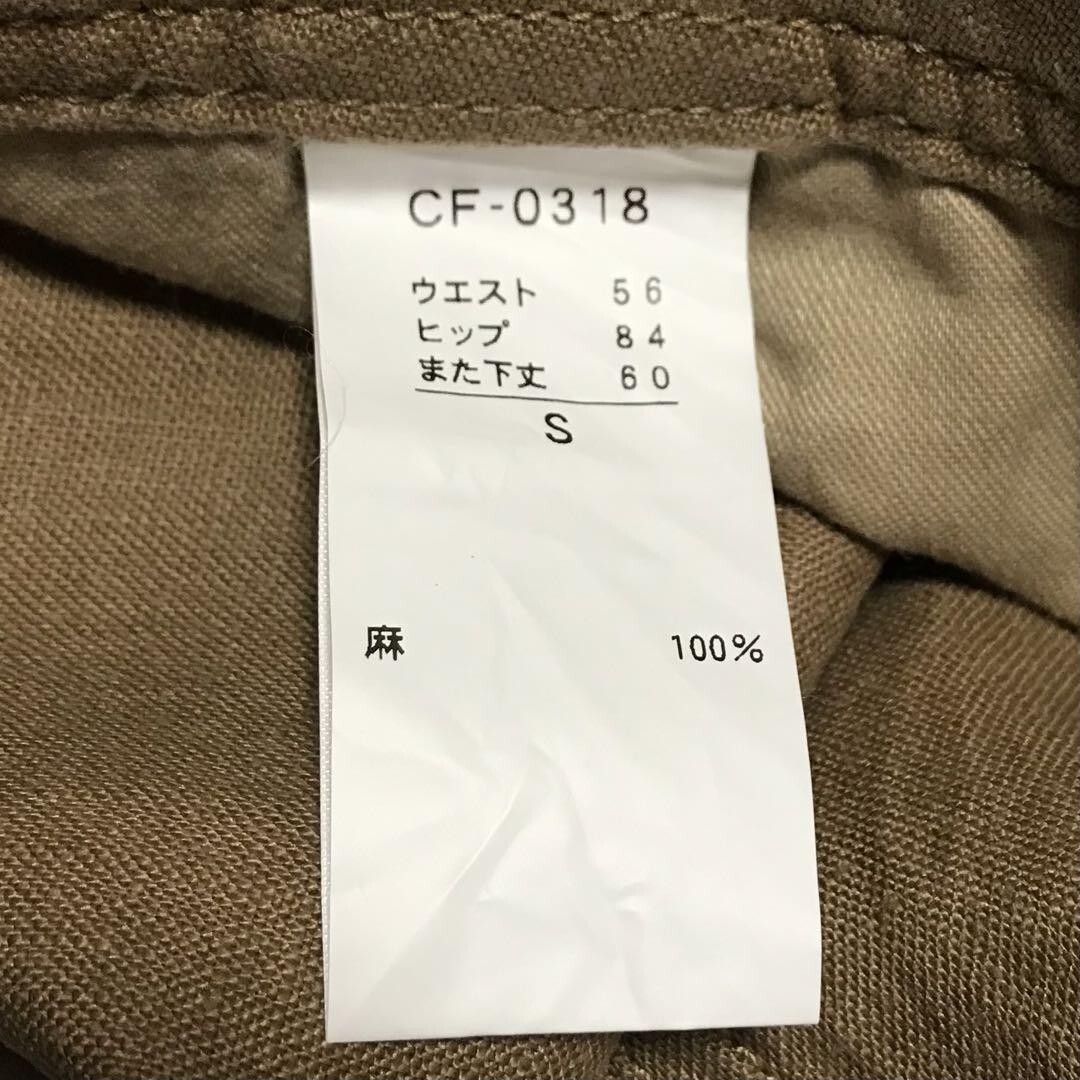 CF-0318
ウエスト 56
ヒップ 84
また下丈 60
S
麻 100%